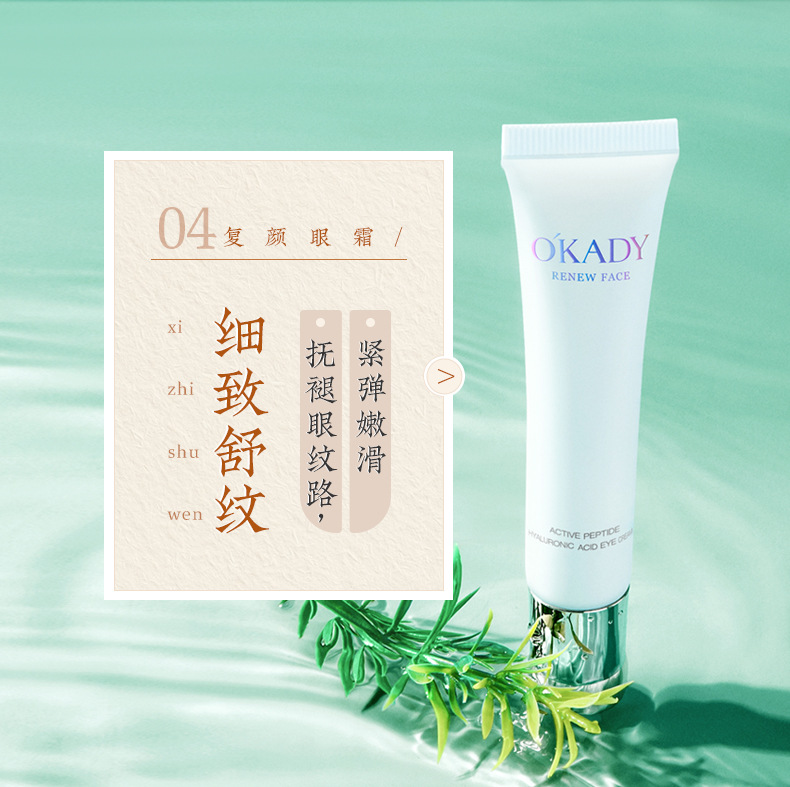 04复颜眼霜/
xi
zhi
shu
wen
细致舒纹
抚褪眼纹路，
紧弹嫩滑
>
O'KADY
RENEW FACE
ACTIVE PEPTIDE
HYALURONIC ACID EYE CREAM